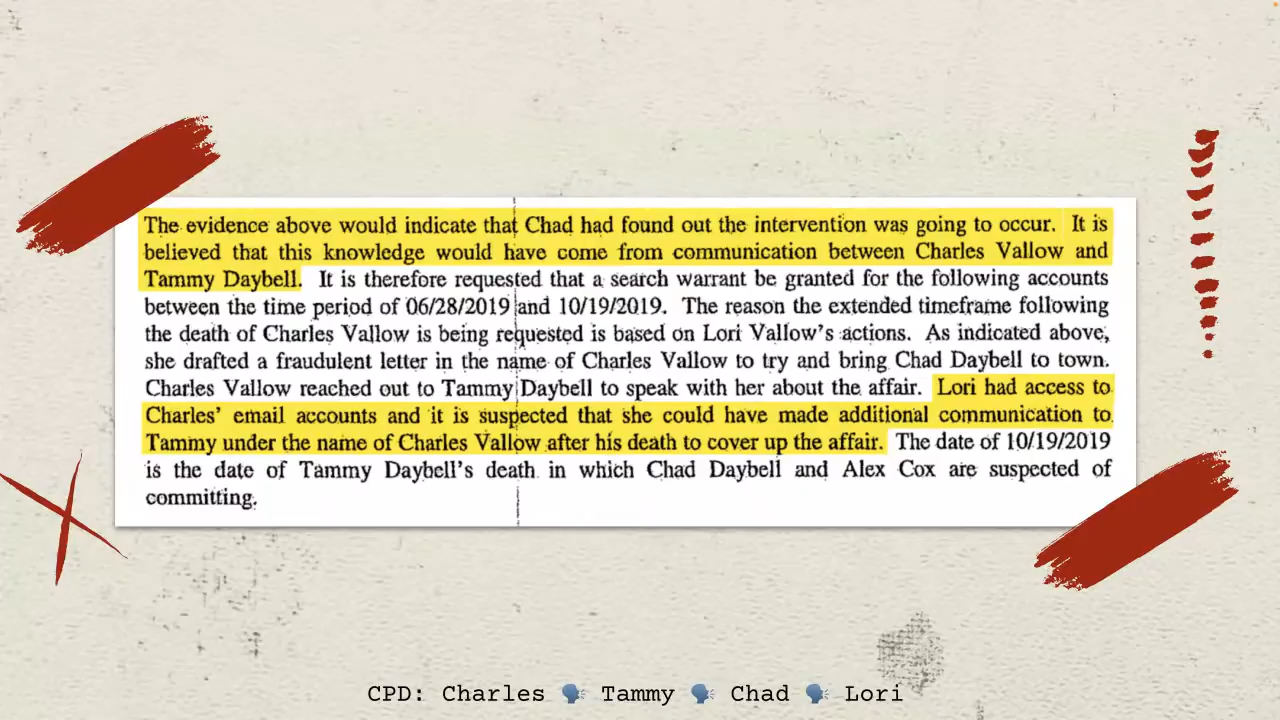 The evidence above would indicate that Chad had found out the intervention was going to occur. It is
believed that this knowledge would have come from communication between Charles Vallow and
Tammy Daybell. It is therefore requested that a search warrant be granted for the following accounts
between the time period of 06/28/2019 and 10/19/2019. The reason the extended timeframe following
the death of Charles Vallow is being requested is based on Lori Vallow's actions. As indicated above,
she drafted a fraudulent letter in the name of Charles Vallow to try and bring Chad Daybell to town.
Charles Vallow reached out to Tammy Daybell to speak with her about the affair. Lori had access to
Charles' email accounts and it is suspected that she could have made additional communication to
Tammy under the name of Charles Vallow after his death to cover up the affair. The date of 10/19/2019
is the date of Tammy Daybell's death in which Chad Daybell and Alex Cox are suspected of
committing.
CPD: Charles 🗣 Tammy 🗣 Chad 🗣 Lori